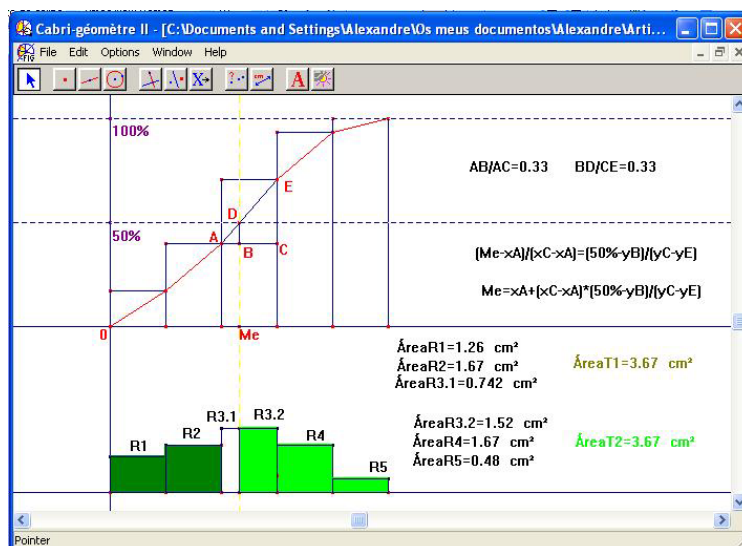 Cabri-géomètre II - [C:\Documents and Settings\Alexandre\Os meus documentos\Alexandre\Arti...
File Edit Options Window Help
100%
AB/AC=0.33 BD/CE=0.33
E
D
50%
A
B
C
(Me-xA)/(xC-xA)=(50%-yB)/(yC-yE)
Me=xA+(xC-xA)*(50%-yB)/(yC-yE)
0
Me
ÁreaR1=1.26 cm²
ÁreaR2=1.67 cm²
ÁreaR3.1=0.742 cm²
ÁreaT1=3.67 cm²
R1
R2
R3.1
R3.2
R4
R5
ÁreaR3.2=1.52 cm²
ÁreaR4=1.67 cm²
ÁreaR5=0.48 cm²
ÁreaT2=3.67 cm²
Pointer